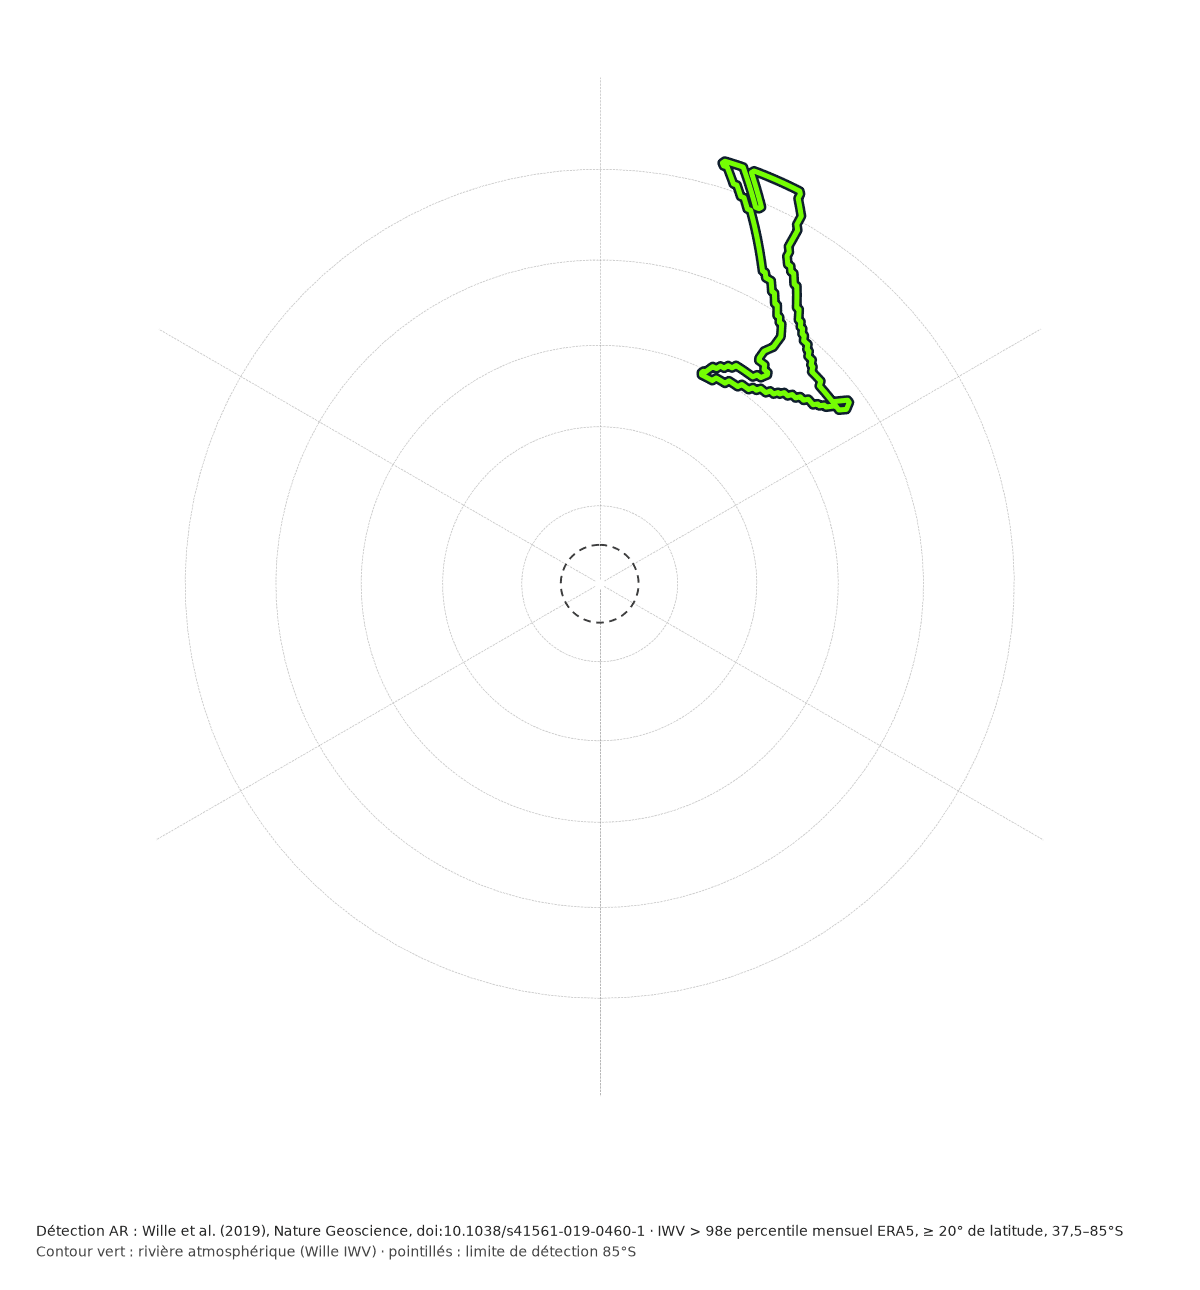 Détection AR : Wille et al. (2019), Nature Geoscience, doi:10.1038/s41561-019-0460-1 · IWV > 98e percentile mensuel ERA5, ≥ 20° de latitude, 37,5–85°S
Contour vert : rivière atmosphérique (Wille IWV) · pointillés : limite de détection 85°S